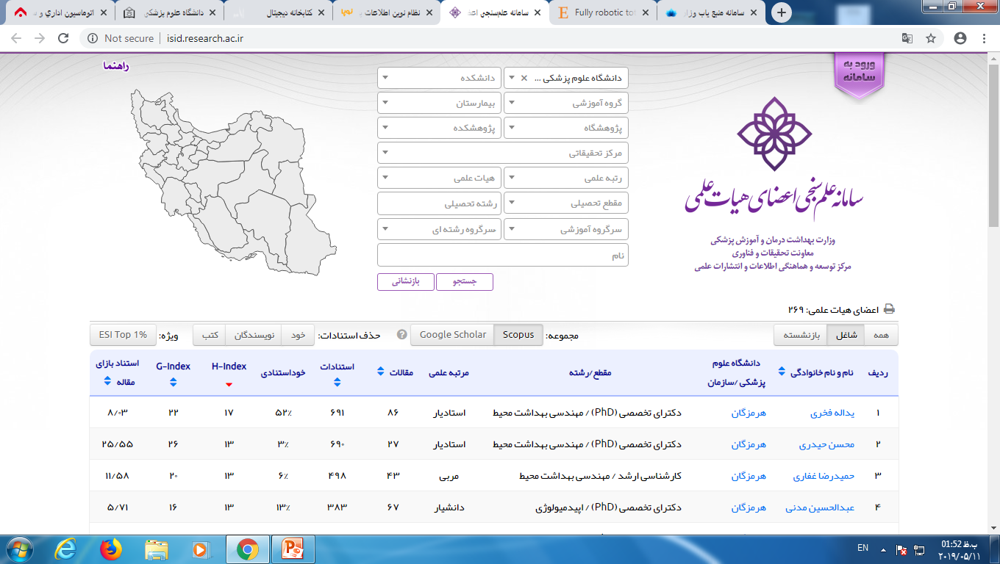 اتوماسیون اداري و س
دانشگاه علوم پزشکی
کتابخانه دیجیتال
نظام نوین اطلاعات پ
سامانه علم‌سنجی اعض
Fully robotic tot
سامانه منبع یاب وزار
Not secure | isid.research.ac.ir
ورود به سامانه
راهنما
دانشگاه علوم پزشکی ... دانشکده
گروه آموزشی بیمارستان
پژوهشگاه پژوهشکده
مرکز تحقیقاتی
رتبه علمی هیات علمی
مقطع تحصیلی رشته تحصیلی
سرگروه آموزشی سرگروه رشته ای
نام
جستجو بازنشانی
سامانه علم سنجی اعضای هیات علمی
وزارت بهداشت درمان و آموزش پزشکی
معاونت تحقیقات و فناوری
مرکز توسعه و هماهنگی اطلاعات و انتشارات علمی
اعضای هیات علمی: ۲۶۹
همه شاغل بازنشسته مجموعه: Scopus Google Scholar حذف استنادات: خود نویسندگان کتب ویژه: ESI Top 1%
ردیف نام و نام خانوادگی دانشگاه علوم پزشکی /سازمان مقطع/رشته مرتبه علمی مقالات استنادات خوداستنادی H-Index G-Index استناد بازای مقاله
۱ یداله فخری هرمزگان دکترای تخصصی (PhD) / مهندسی بهداشت محیط استادیار ۸۶ ۶۹۱ ۵۲٪ ۱۷ ۲۲ ۸/۰۳
۲ محسن حیدری هرمزگان دکترای تخصصی (PhD) / مهندسی بهداشت محیط استادیار ۲۷ ۶۹۰ ۳٪ ۱۳ ۲۶ ۲۵/۵۵
۳ حمیدرضا غفاری هرمزگان کارشناسی ارشد / مهندسی بهداشت محیط مربی ۴۳ ۴۹۸ ۶٪ ۱۳ ۲۰ ۱۱/۵۸
۴ عبدالحسین مدنی هرمزگان دکترای تخصصی (PhD) / اپیدمیولوژی دانشیار ۶۷ ۳۸۳ ۱۳٪ ۱۳ ۱۶ ۵/۷۱
EN
01:52 ب.ظ
۲۰۱۹/۰۵/۱۱